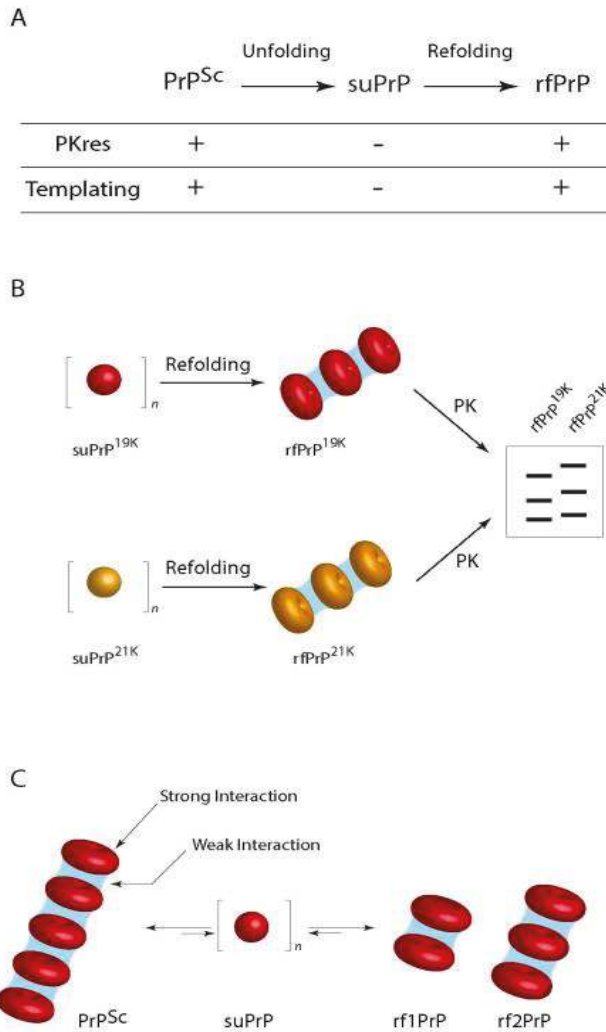 A
Unfolding Refolding
PrPSc suPrP rfPrP
PKres + - +
Templating + - +
B
Refolding
n
suPrP19K rfPrP19K
PK
rfPrP19K rfPrP21K
Refolding
PK
n
suPrP21K rfPrP21K
C
Strong Interaction
Weak Interaction
n
PrPSc suPrP rf1PrP rf2PrP